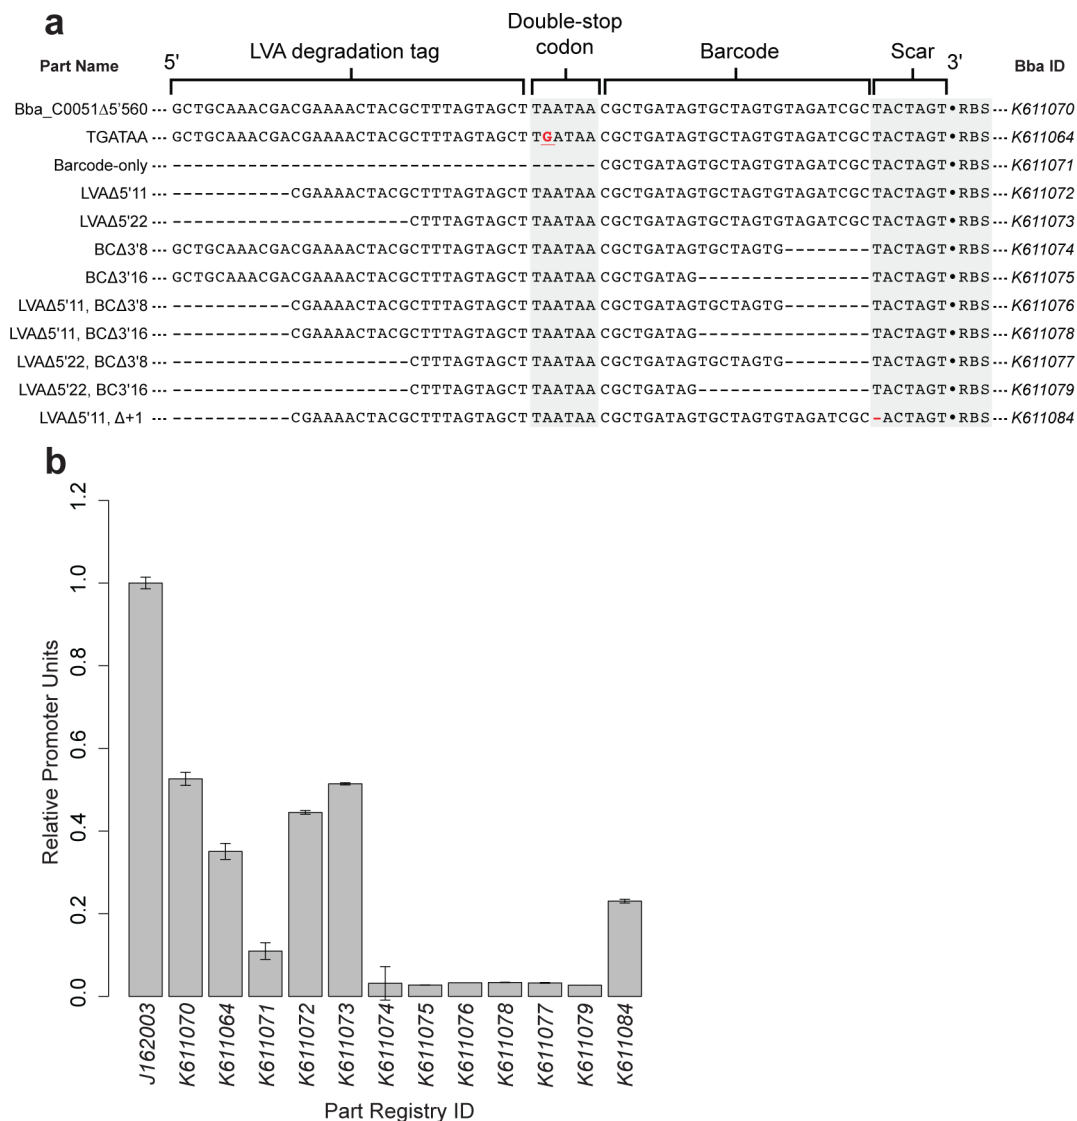 a
Double-stop
codon
5' LVA degradation tag Barcode Scar 3'
Part Name Bba ID
Bba_C0051Δ5'560 --- GCTGCAAACGACGAAAACTACGCTTTAGTAGCT TAATAA CGCTGATAGTGCTAGTGTAGATCGC TACTAGT•RBS --- K611070
TGATAA --- GCTGCAAACGACGAAAACTACGCTTTAGTAGCT TGATAA CGCTGATAGTGCTAGTGTAGATCGC TACTAGT•RBS --- K611064
Barcode-only --- --------------------------------- ------ CGCTGATAGTGCTAGTGTAGATCGC TACTAGT•RBS --- K611071
LVAΔ5'11 --- -----------CGAAAACTACGCTTTAGTAGCT TAATAA CGCTGATAGTGCTAGTGTAGATCGC TACTAGT•RBS --- K611072
LVAΔ5'22 --- ----------------------CTTTAGTAGCT TAATAA CGCTGATAGTGCTAGTGTAGATCGC TACTAGT•RBS --- K611073
BCΔ3'8 --- GCTGCAAACGACGAAAACTACGCTTTAGTAGCT TAATAA CGCTGATAGTGCTAGTG-------- TACTAGT•RBS --- K611074
BCΔ3'16 --- GCTGCAAACGACGAAAACTACGCTTTAGTAGCT TAATAA CGCTGATAG---------------- TACTAGT•RBS --- K611075
LVAΔ5'11, BCΔ3'8 --- -----------CGAAAACTACGCTTTAGTAGCT TAATAA CGCTGATAGTGCTAGTG-------- TACTAGT•RBS --- K611076
LVAΔ5'11, BCΔ3'16 --- -----------CGAAAACTACGCTTTAGTAGCT TAATAA CGCTGATAG---------------- TACTAGT•RBS --- K611078
LVAΔ5'22, BCΔ3'8 --- ----------------------CTTTAGTAGCT TAATAA CGCTGATAGTGCTAGTG-------- TACTAGT•RBS --- K611077
LVAΔ5'22, BC3'16 --- ----------------------CTTTAGTAGCT TAATAA CGCTGATAG---------------- TACTAGT•RBS --- K611079
LVAΔ5'11, Δ+1 --- -----------CGAAAACTACGCTTTAGTAGCT TAATAA CGCTGATAGTGCTAGTGTAGATCGC -ACTAGT•RBS --- K611084
b
Relative Promoter Units
1.2
1.0
0.8
0.6
0.4
0.2
0.0
J162003
K611070
K611064
K611071
K611072
K611073
K611074
K611075
K611076
K611078
K611077
K611079
K611084
Part Registry ID